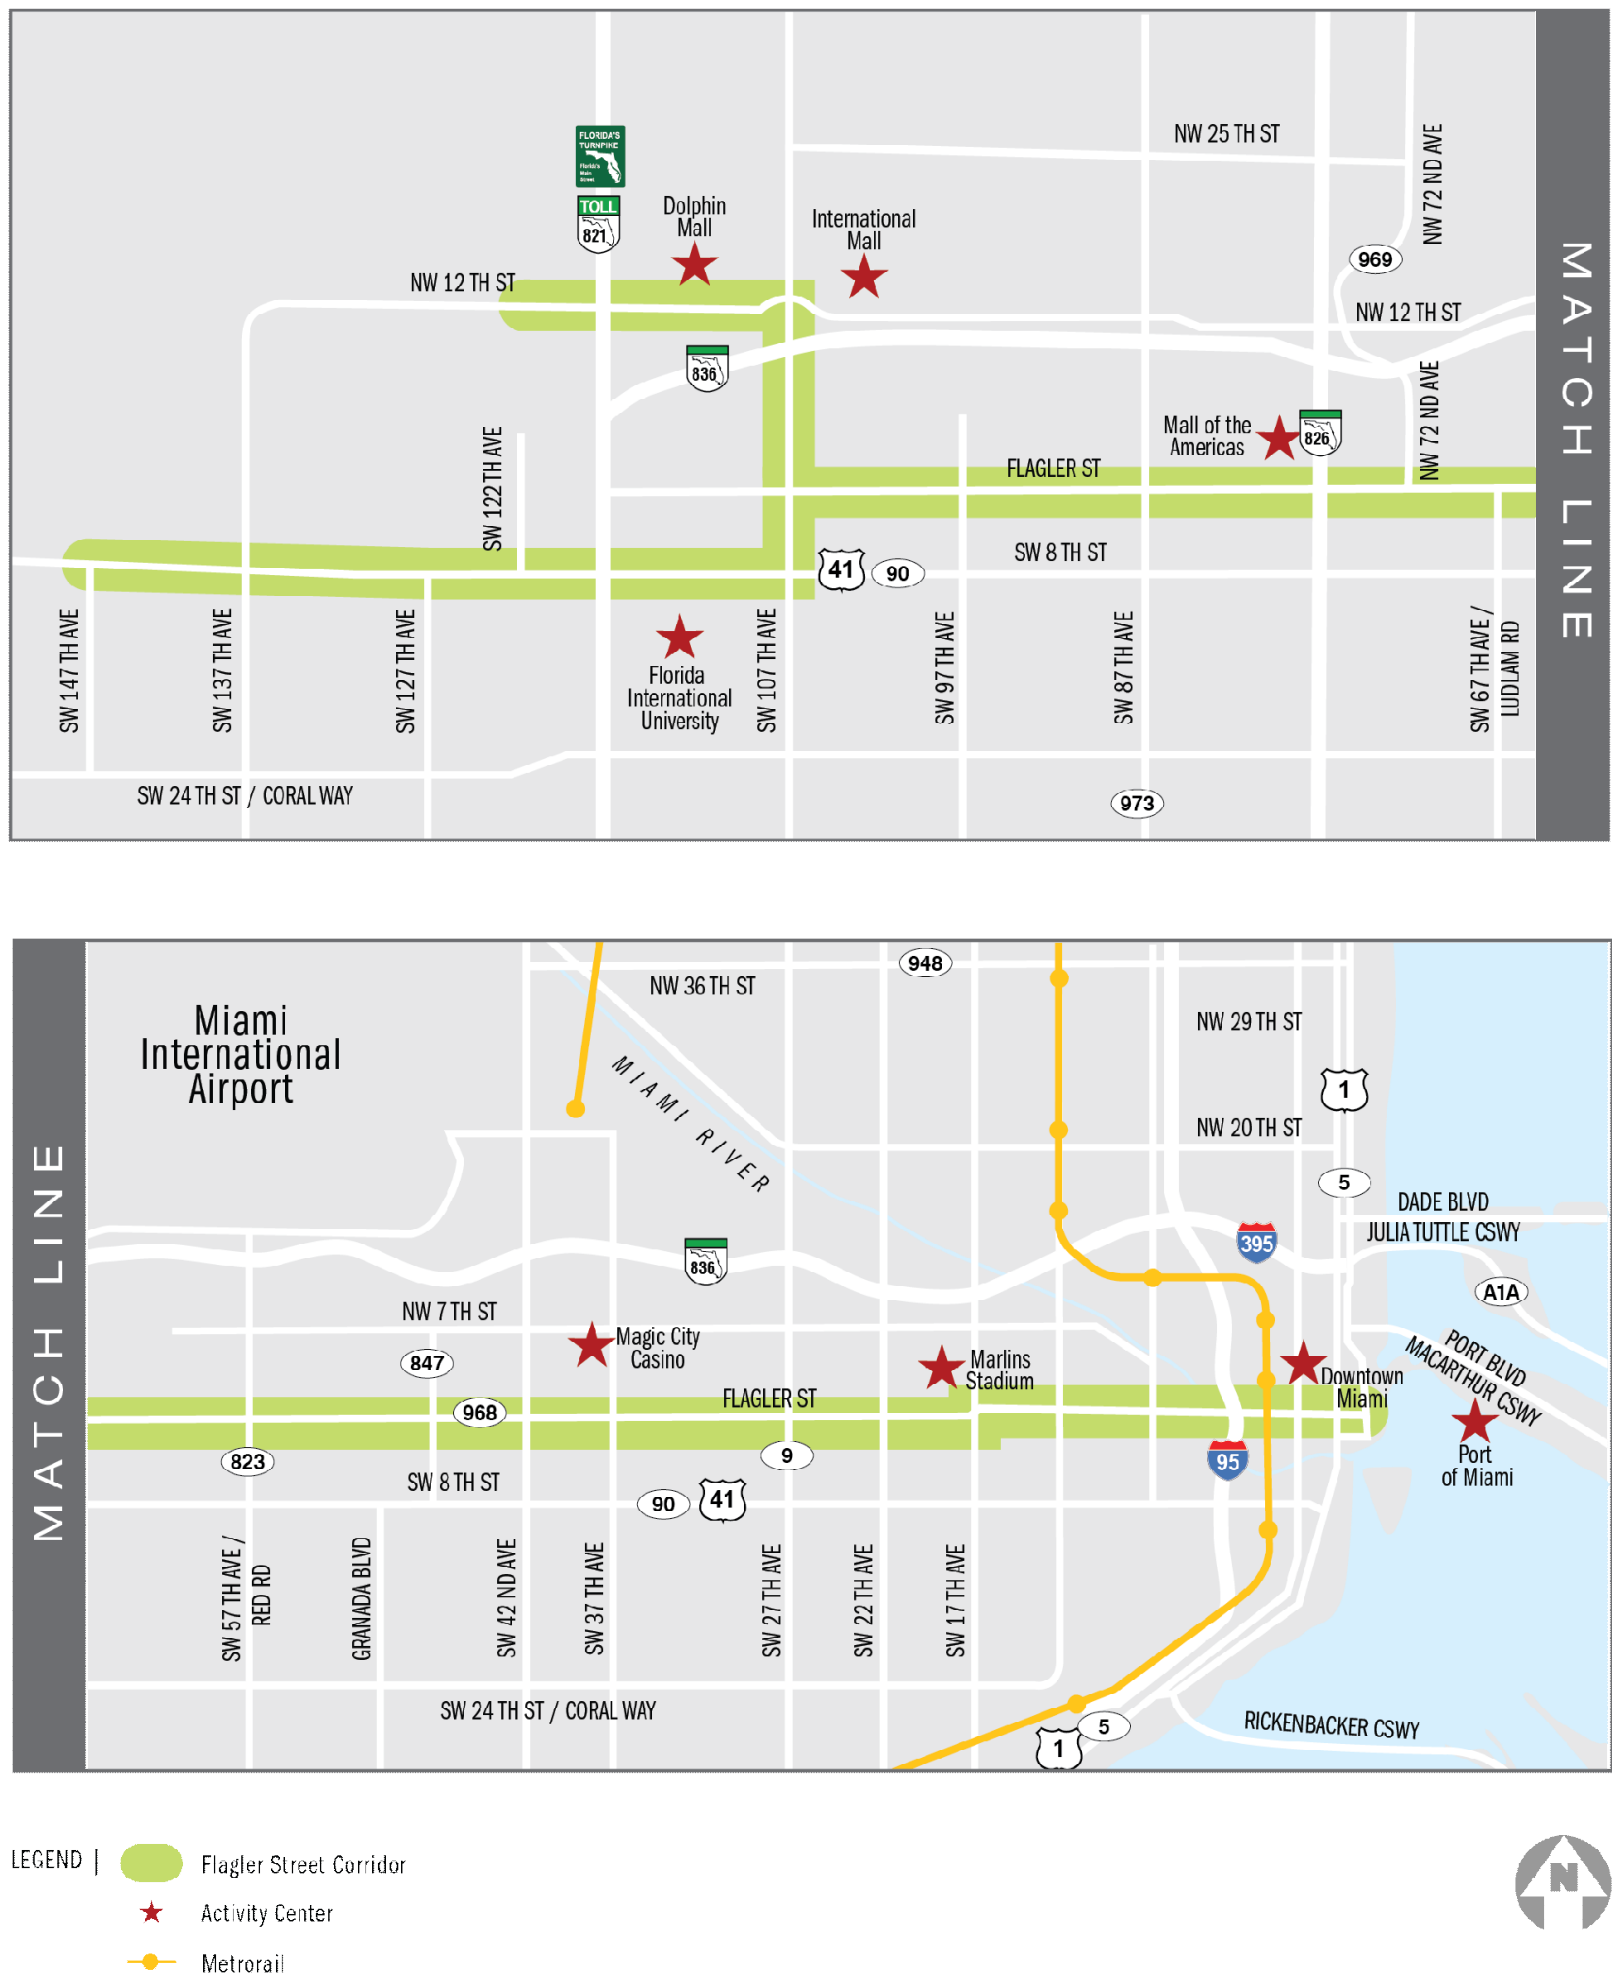 FLORIDA'S
TURNPIKE
Florida's
Main
Street
TOLL
821
Dolphin
Mall
International
Mall
NW 25 TH ST
NW 72 ND AVE
969
NW 12 TH ST
NW 12 TH ST
836
SW 122 TH AVE
Mall of the
Americas
826
NW 72 ND AVE
FLAGLER ST
41
90
SW 8 TH ST
SW 147 TH AVE
SW 137 TH AVE
SW 127 TH AVE
Florida
International
University
SW 107 TH AVE
SW 97 TH AVE
SW 87 TH AVE
SW 67 TH AVE /
LUDLAM RD
SW 24 TH ST / CORAL WAY
973
MATCH LINE
MATCH LINE
Miami
International
Airport
948
NW 36 TH ST
NW 29 TH ST
MIAMI RIVER
1
NW 20 TH ST
5
DADE BLVD
JULIA TUTTLE CSWY
395
836
A1A
NW 7 TH ST
847
Magic City
Casino
Marlins
Stadium
Downtown
Miami
PORT BLVD
MACARTHUR CSWY
FLAGLER ST
968
823
9
95
Port
of Miami
SW 8 TH ST
90
41
SW 57 TH AVE /
RED RD
GRANADA BLVD
SW 42 ND AVE
SW 37 TH AVE
SW 27 TH AVE
SW 22 TH AVE
SW 17 TH AVE
SW 24 TH ST / CORAL WAY
5
1
RICKENBACKER CSWY
LEGEND |
Flagler Street Corridor
Activity Center
Metrorail
N